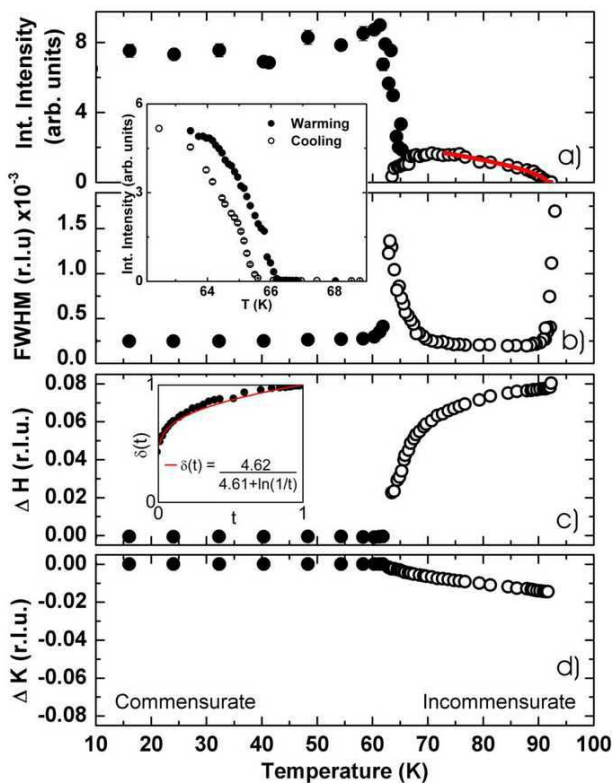 Int. Intensity
(arb. units)
8
4
0
a)
Int. Intensity (arb. units)
6
3
0
Warming
Cooling
64 66 68
T (K)
FWHM (r.l.u) x10-3
1.5
1.0
0.5
0.0
b)
Δ H (r.l.u.)
0.08
0.06
0.04
0.02
0.00
c)
δ(t)
1
0
δ(t) = 4.62
4.61+ln(1/t)
0 t 1
Δ K (r.l.u.)
0.00
-0.02
-0.04
-0.06
-0.08
d)
Commensurate Incommensurate
10 20 30 40 50 60 70 80 90 100
Temperature (K)